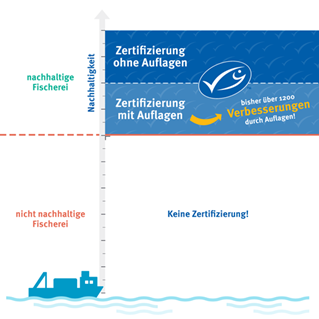 Nachhaltigkeit
Zertifizierung
ohne Auflagen
nachhaltige
Fischerei
Zertifizierung
mit Auflagen
bisher über 1200
Verbesserungen
durch Auflagen!
nicht nachhaltige
Fischerei
Keine Zertifizierung!